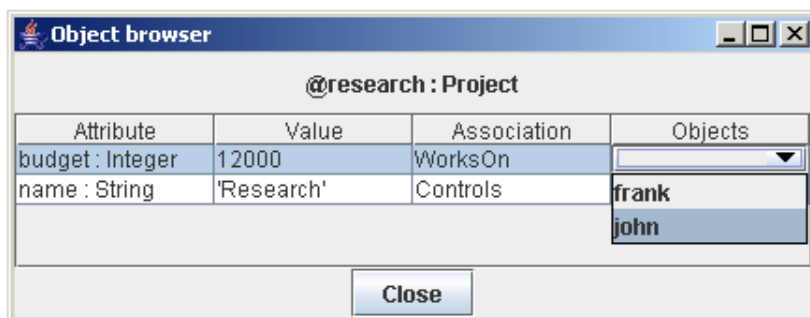 Object browser
@research : Project
Attribute Value Association Objects
budget : Integer 12000 WorksOn
name : String 'Research' Controls frank
john
Close